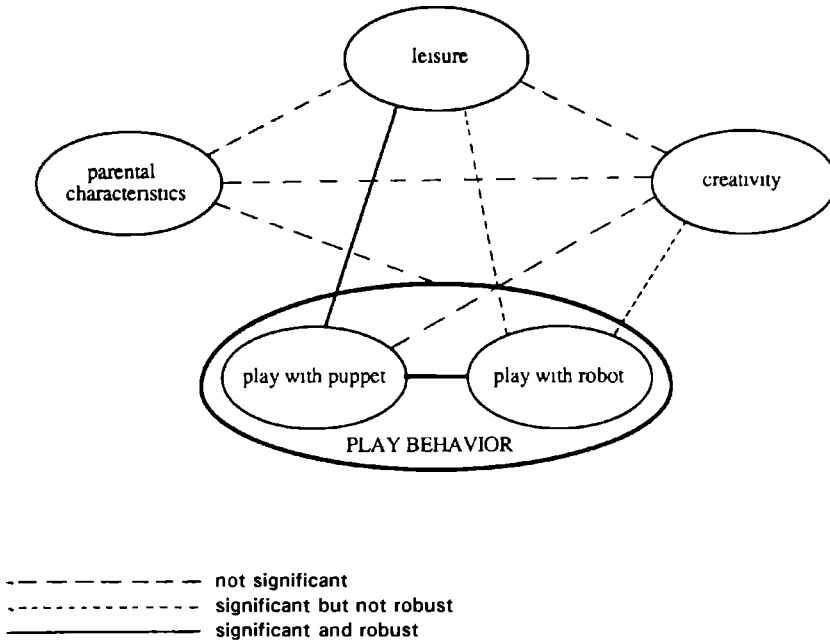 leisure
parental
characteristics
creativity
play with puppet
play with robot
PLAY BEHAVIOR
not significant
significant but not robust
significant and robust